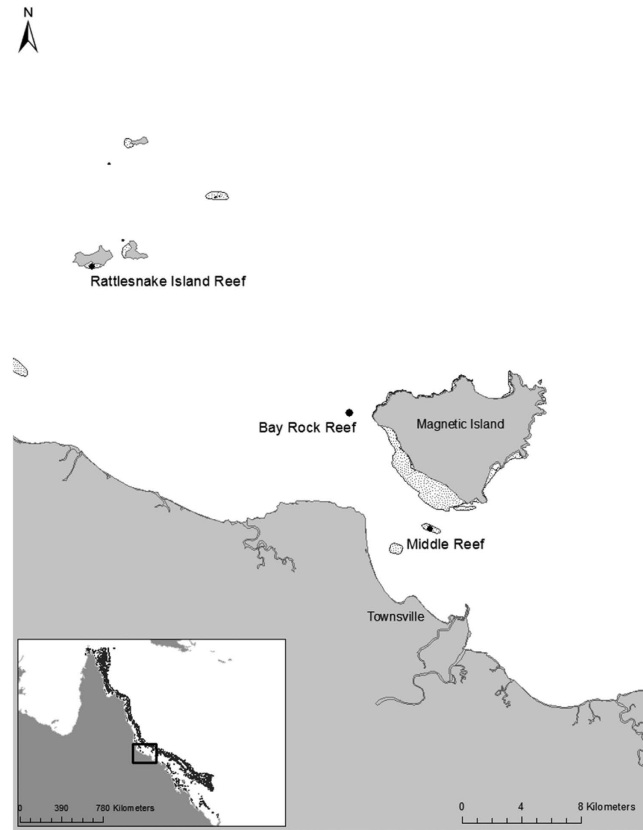 N
Rattlesnake Island Reef
Bay Rock Reef
Magnetic Island
Middle Reef
Townsville
0 390 780 Kilometers
0 4 8 Kilometers